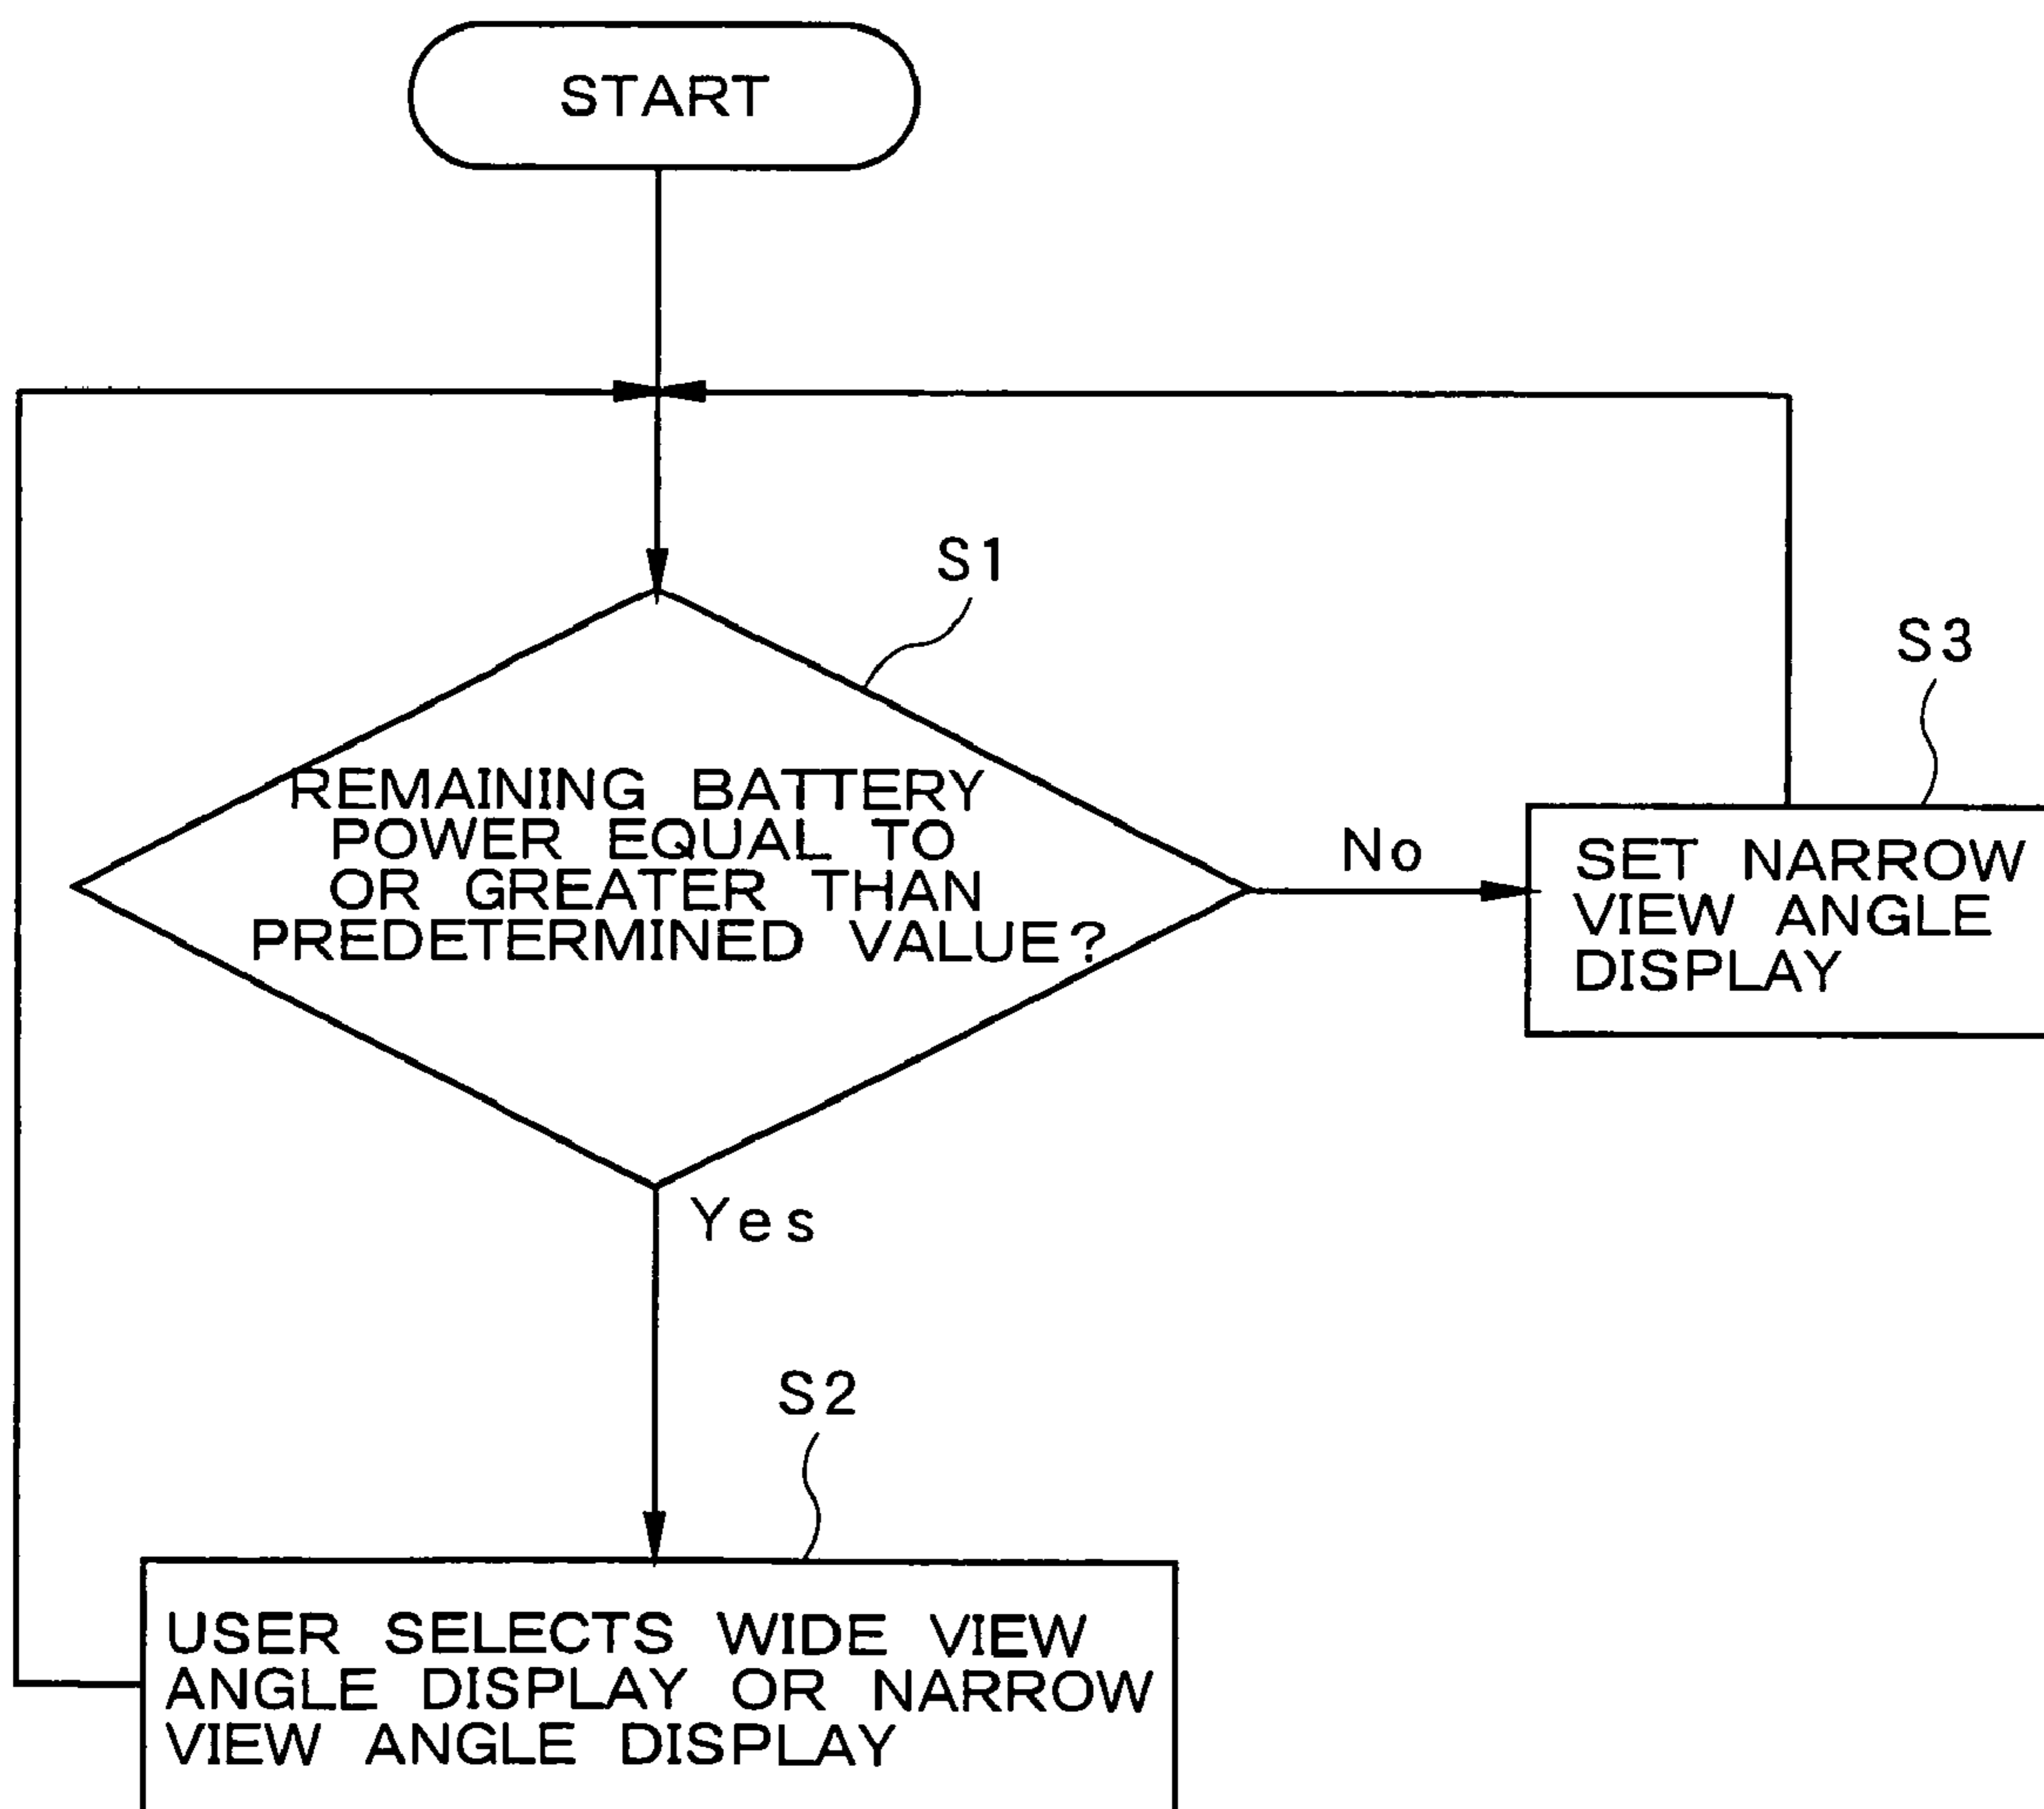 START
S1
REMAINING BATTERY
POWER EQUAL TO
OR GREATER THAN
PREDETERMINED VALUE?
No
S3
SET NARROW
VIEW ANGLE
DISPLAY
Yes
S2
USER SELECTS WIDE VIEW
ANGLE DISPLAY OR NARROW
VIEW ANGLE DISPLAY